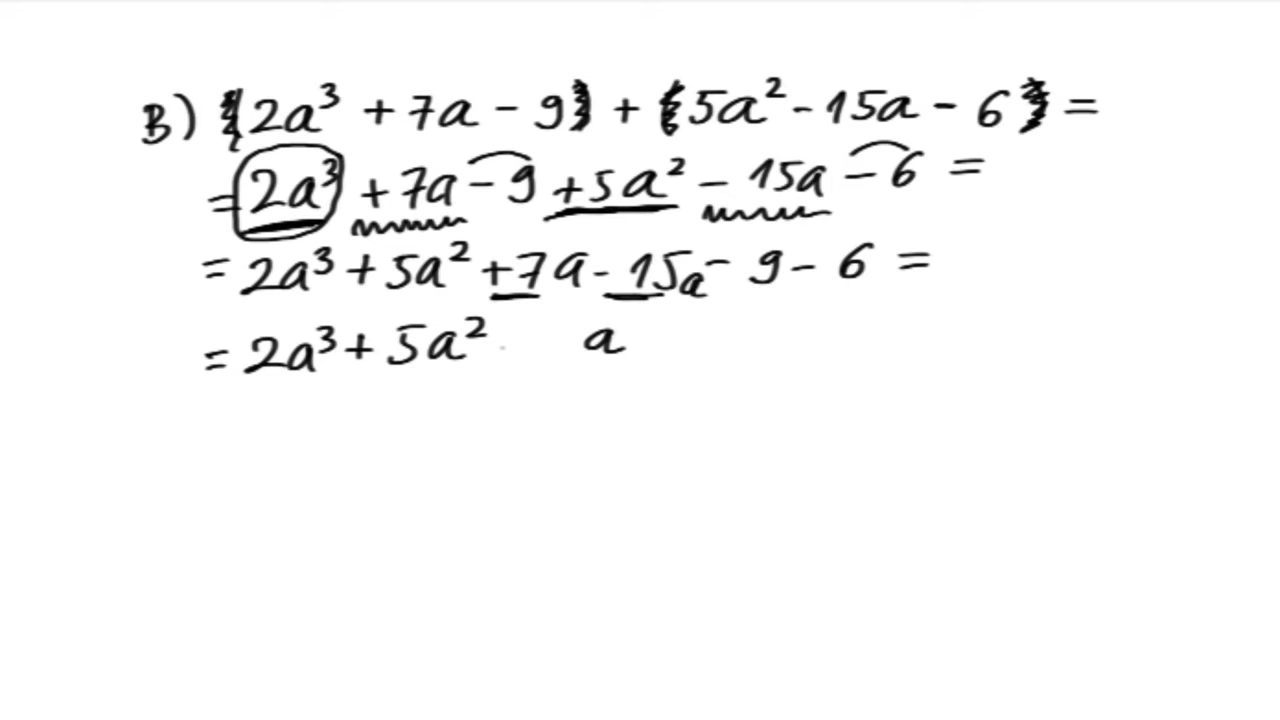 B) (2a³ + 7a - 9) + (5a² - 15a - 6) =
= 2a³ + 7a - 9 + 5a² - 15a - 6 =
= 2a³ + 5a² + 7a - 15a - 9 - 6 =
= 2a³ + 5a² a